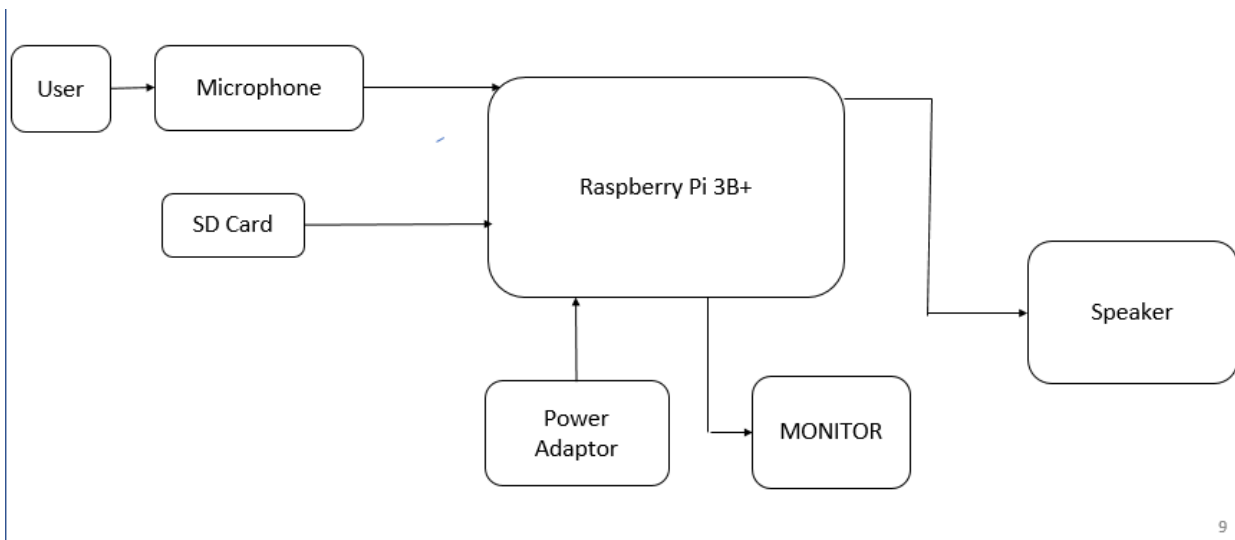 User
Microphone
Raspberry Pi 3B+
SD Card
Speaker
Power
Adaptor
MONITOR
9